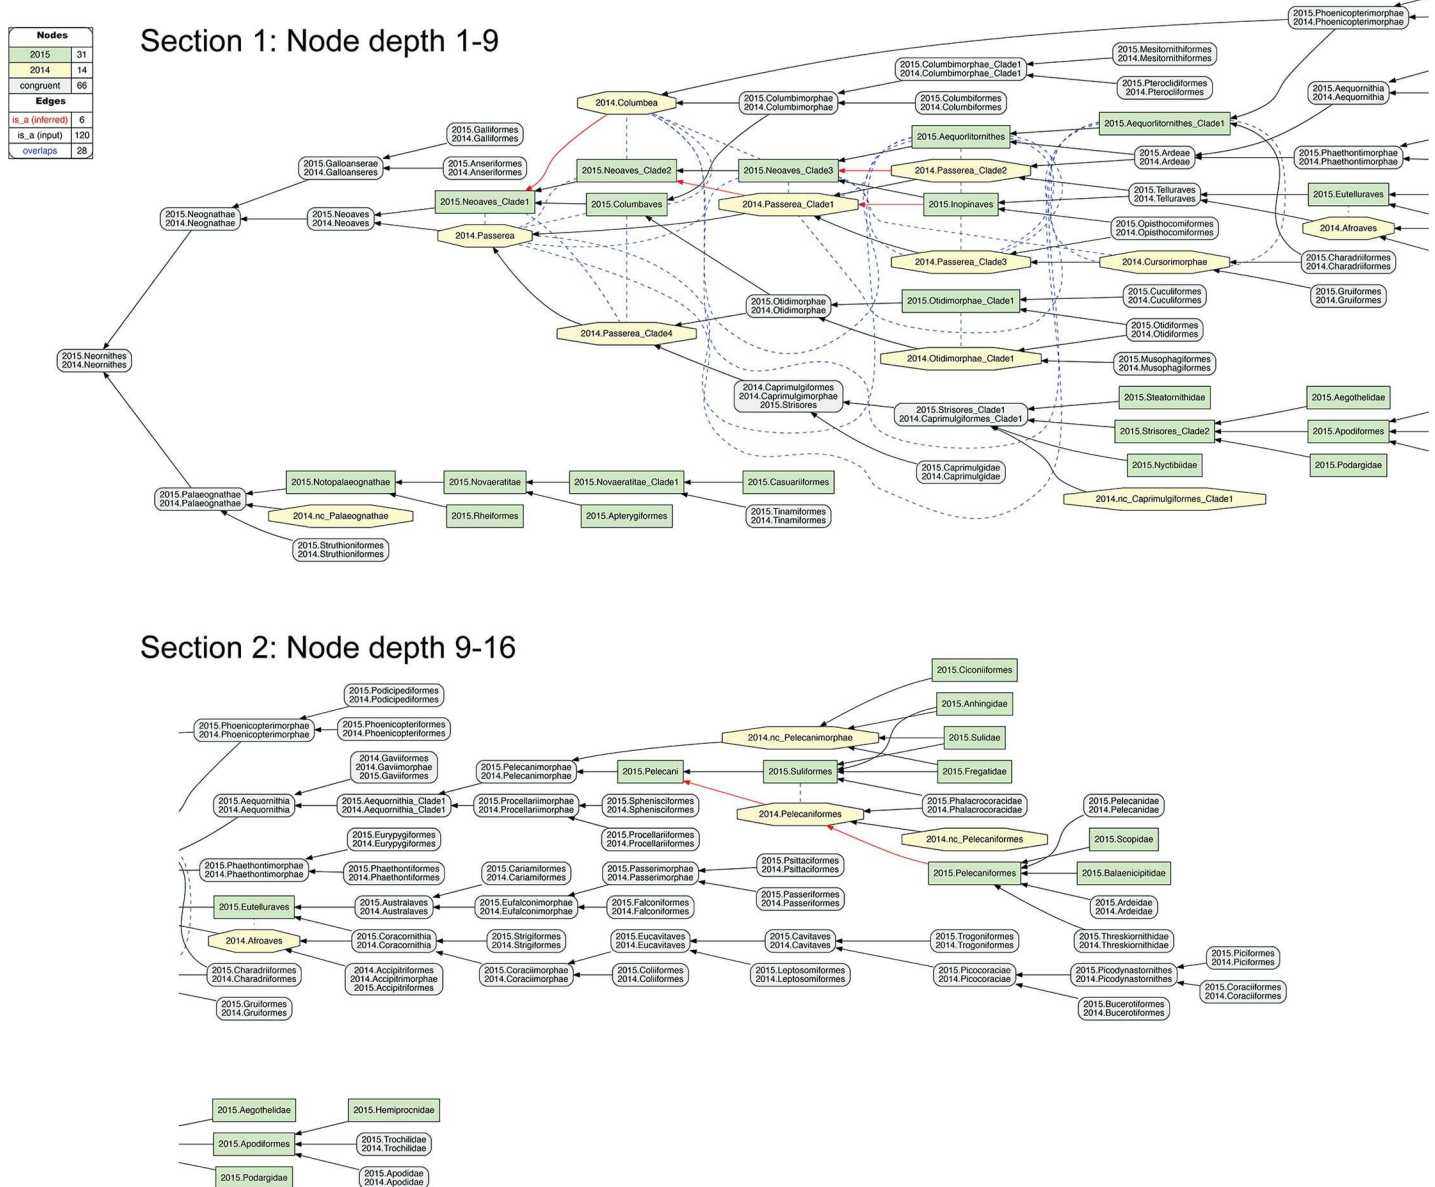 Nodes
2015 31
2014 14
congruent 66
Edges
is_a (inferred) 6
is_a (input) 120
overlaps 28
Section 1: Node depth 1-9
2015.Phoenicopterimorphae
2014.Phoenicopterimorphae
2015.Mesitornithiformes
2014.Mesitornithiformes
2015.Columbimorphae_Clade1
2014.Columbimorphae_Clade1
2015.Pterocliformes
2014.Pterocliformes
2015.Aequornithia
2014.Aequornithia
2014.Columbea
2015.Columbimorphae
2014.Columbimorphae
2015.Columbiformes
2014.Columbiformes
2015.Aequorlitornithes_Clade1
2015.Galliformes
2014.Galliformes
2015.Aequorlitornithes
2015.Galloanserae
2014.Galloanseres
2015.Anseriformes
2014.Anseriformes
2015.Neoaves_Clade2
2015.Neoaves_Clade3
2014.Passerea_Clade2
2015.Ardeae
2014.Ardeae
2015.Phaethontimorphae
2014.Phaethontimorphae
2015.Neoaves_Clade1
2015.Columbaves
2014.Passerea_Clade1
2015.Inopinaves
2015.Telluraves
2014.Telluraves
2015.Eutelluraves
2015.Neognathae
2014.Neognathae
2015.Neoaves
2014.Neoaves
2014.Passerea
2015.Opisthocomiformes
2014.Opisthocomiformes
2014.Afroaves
2014.Passerea_Clade3
2014.Cursorimorphae
2015.Charadriiformes
2014.Charadriiformes
2015.Otidimorphae
2014.Otidimorphae
2015.Otidimorphae_Clade1
2015.Cuculiformes
2014.Cuculiformes
2015.Gruiformes
2014.Gruiformes
2014.Passerea_Clade4
2015.Otidiformes
2014.Otidiformes
2015.Neornithes
2014.Neornithes
2014.Otidimorphae_Clade1
2015.Musophagiformes
2014.Musophagiformes
2014.Caprimulgiformes
2014.Caprimulgimorphae
2015.Strisores
2015.Strisores_Clade1
2014.Caprimulgiformes_Clade1
2015.Steatornithidae
2015.Aegothelidae
2015.Strisores_Clade2
2015.Apodiformes
2015.Caprimulgidae
2014.Caprimulgidae
2015.Nyctibiidae
2015.Podargidae
2015.Palaeognathae
2014.Palaeognathae
2015.Notopalaeognathae
2015.Novaeratitae
2015.Novaeratitae_Clade1
2015.Casuariiformes
2014.nc_Caprimulgiformes_Clade1
2014.nc_Palaeognathae
2015.Rheiformes
2015.Apterygiformes
2015.Tinamiformes
2014.Tinamiformes
2015.Struthioniformes
2014.Struthioniformes
Section 2: Node depth 9-16
2015.Ciconiiformes
2015.Podicipediformes
2014.Podicipediformes
2015.Anhingidae
2015.Phoenicopterimorphae
2014.Phoenicopterimorphae
2015.Phoenicopteriformes
2014.Phoenicopteriformes
2014.nc_Pelecanimorphae
2015.Sulidae
2014.Gaviiformes
2014.Gaviimorphae
2015.Gaviiformes
2015.Pelecanimorphae
2014.Pelecanimorphae
2015.Pelecani
2015.Suliformes
2015.Fregatidae
2015.Aequornithia
2014.Aequornithia
2015.Aequornithia_Clade1
2014.Aequornithia_Clade1
2015.Procellariimorphae
2014.Procellariimorphae
2015.Sphenisciformes
2014.Sphenisciformes
2014.Pelecaniformes
2015.Phalacrocoracidae
2014.Phalacrocoracidae
2015.Pelecanidae
2014.Pelecanidae
2015.Eurypygiformes
2014.Eurypygiformes
2015.Procellariiformes
2014.Procellariiformes
2014.nc_Pelecaniformes
2015.Scopidae
2015.Phaethontimorphae
2014.Phaethontimorphae
2015.Phaethontiformes
2014.Phaethontiformes
2015.Cariamiformes
2014.Cariamiformes
2015.Passerimorphae
2014.Passerimorphae
2015.Psittaciformes
2014.Psittaciformes
2015.Pelecaniformes
2015.Balaenicipitidae
2015.Eutelluraves
2015.Australaves
2014.Australaves
2015.Eufalconimorphae
2014.Eufalconimorphae
2015.Falconiformes
2014.Falconiformes
2015.Passeriformes
2014.Passeriformes
2015.Ardeidae
2014.Ardeidae
2014.Afroaves
2015.Coracornithia
2014.Coracornithia
2015.Strigiformes
2014.Strigiformes
2015.Eucavitaves
2014.Eucavitaves
2015.Cavitaves
2014.Cavitaves
2015.Trogoniformes
2014.Trogoniformes
2015.Threskiornithidae
2014.Threskiornithidae
2015.Piciformes
2014.Piciformes
2015.Charadriiformes
2014.Charadriiformes
2014.Accipitriformes
2014.Accipitrimorphae
2015.Accipitriformes
2015.Coraciimorphae
2014.Coraciimorphae
2015.Coliiformes
2014.Coliiformes
2015.Leptosomiformes
2014.Leptosomiformes
2015.Picocoraciae
2014.Picocoraciae
2015.Picodynastornithes
2014.Picodynastornithes
2015.Coraciiformes
2014.Coraciiformes
2015.Gruiformes
2014.Gruiformes
2015.Bucerotiformes
2014.Bucerotiformes
2015.Aegothelidae
2015.Hemiprocnidae
2015.Apodiformes
2015.Trochilidae
2014.Trochilidae
2015.Podargidae
2015.Apodidae
2014.Apodidae